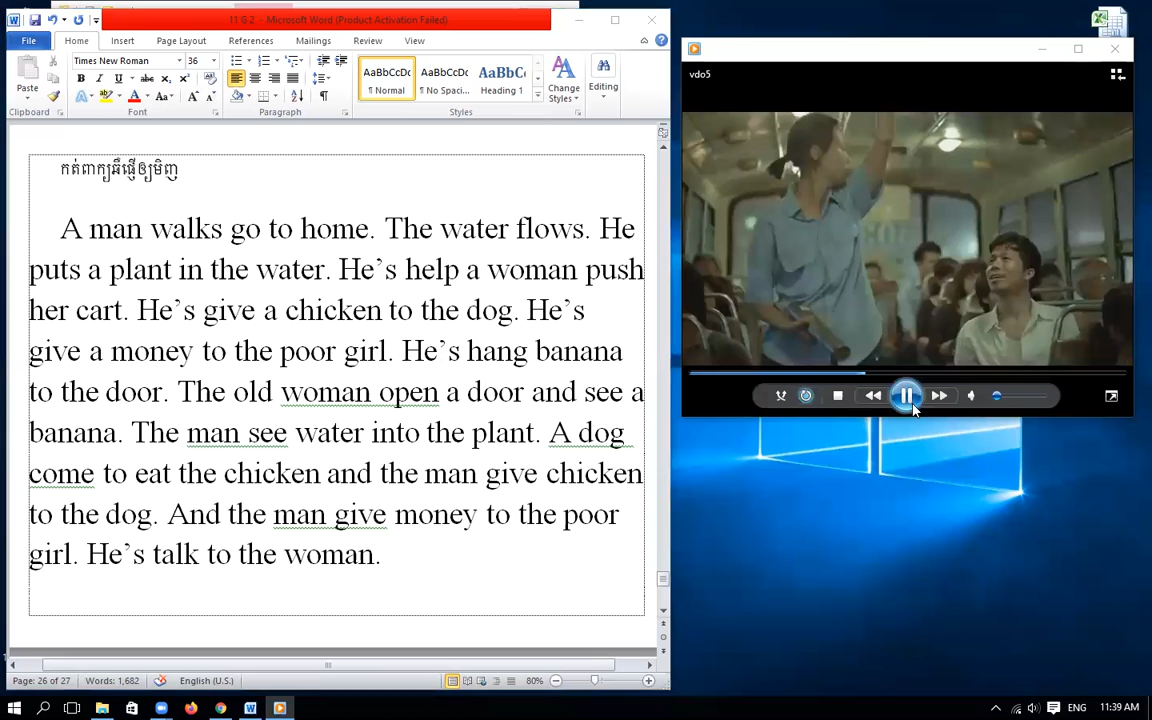 11 G 2 - Microsoft Word (Product Activation Failed)
File Home Insert Page Layout References Mailings Review View
Times New Roman 36
Paste
B I U abc x₂ x²
Clipboard Font Paragraph Styles
AaBbCcDc AaBbCcDc AaBbC
¶ Normal ¶ No Spaci... Heading 1
Change Styles
Editing
កត់ពាក្យឆឺផ្ញើឲ្យមិញ
A man walks go to home. The water flows. He
puts a plant in the water. He’s help a woman push
her cart. He’s give a chicken to the dog. He’s
give a money to the poor girl. He’s hang banana
to the door. The old woman open a door and see a
banana. The man see water into the plant. A dog
come to eat the chicken and the man give chicken
to the dog. And the man give money to the poor
girl. He’s talk to the woman.
Page: 26 of 27 Words: 1,682 English (U.S.) 80%
vdo5
ENG 11:39 AM